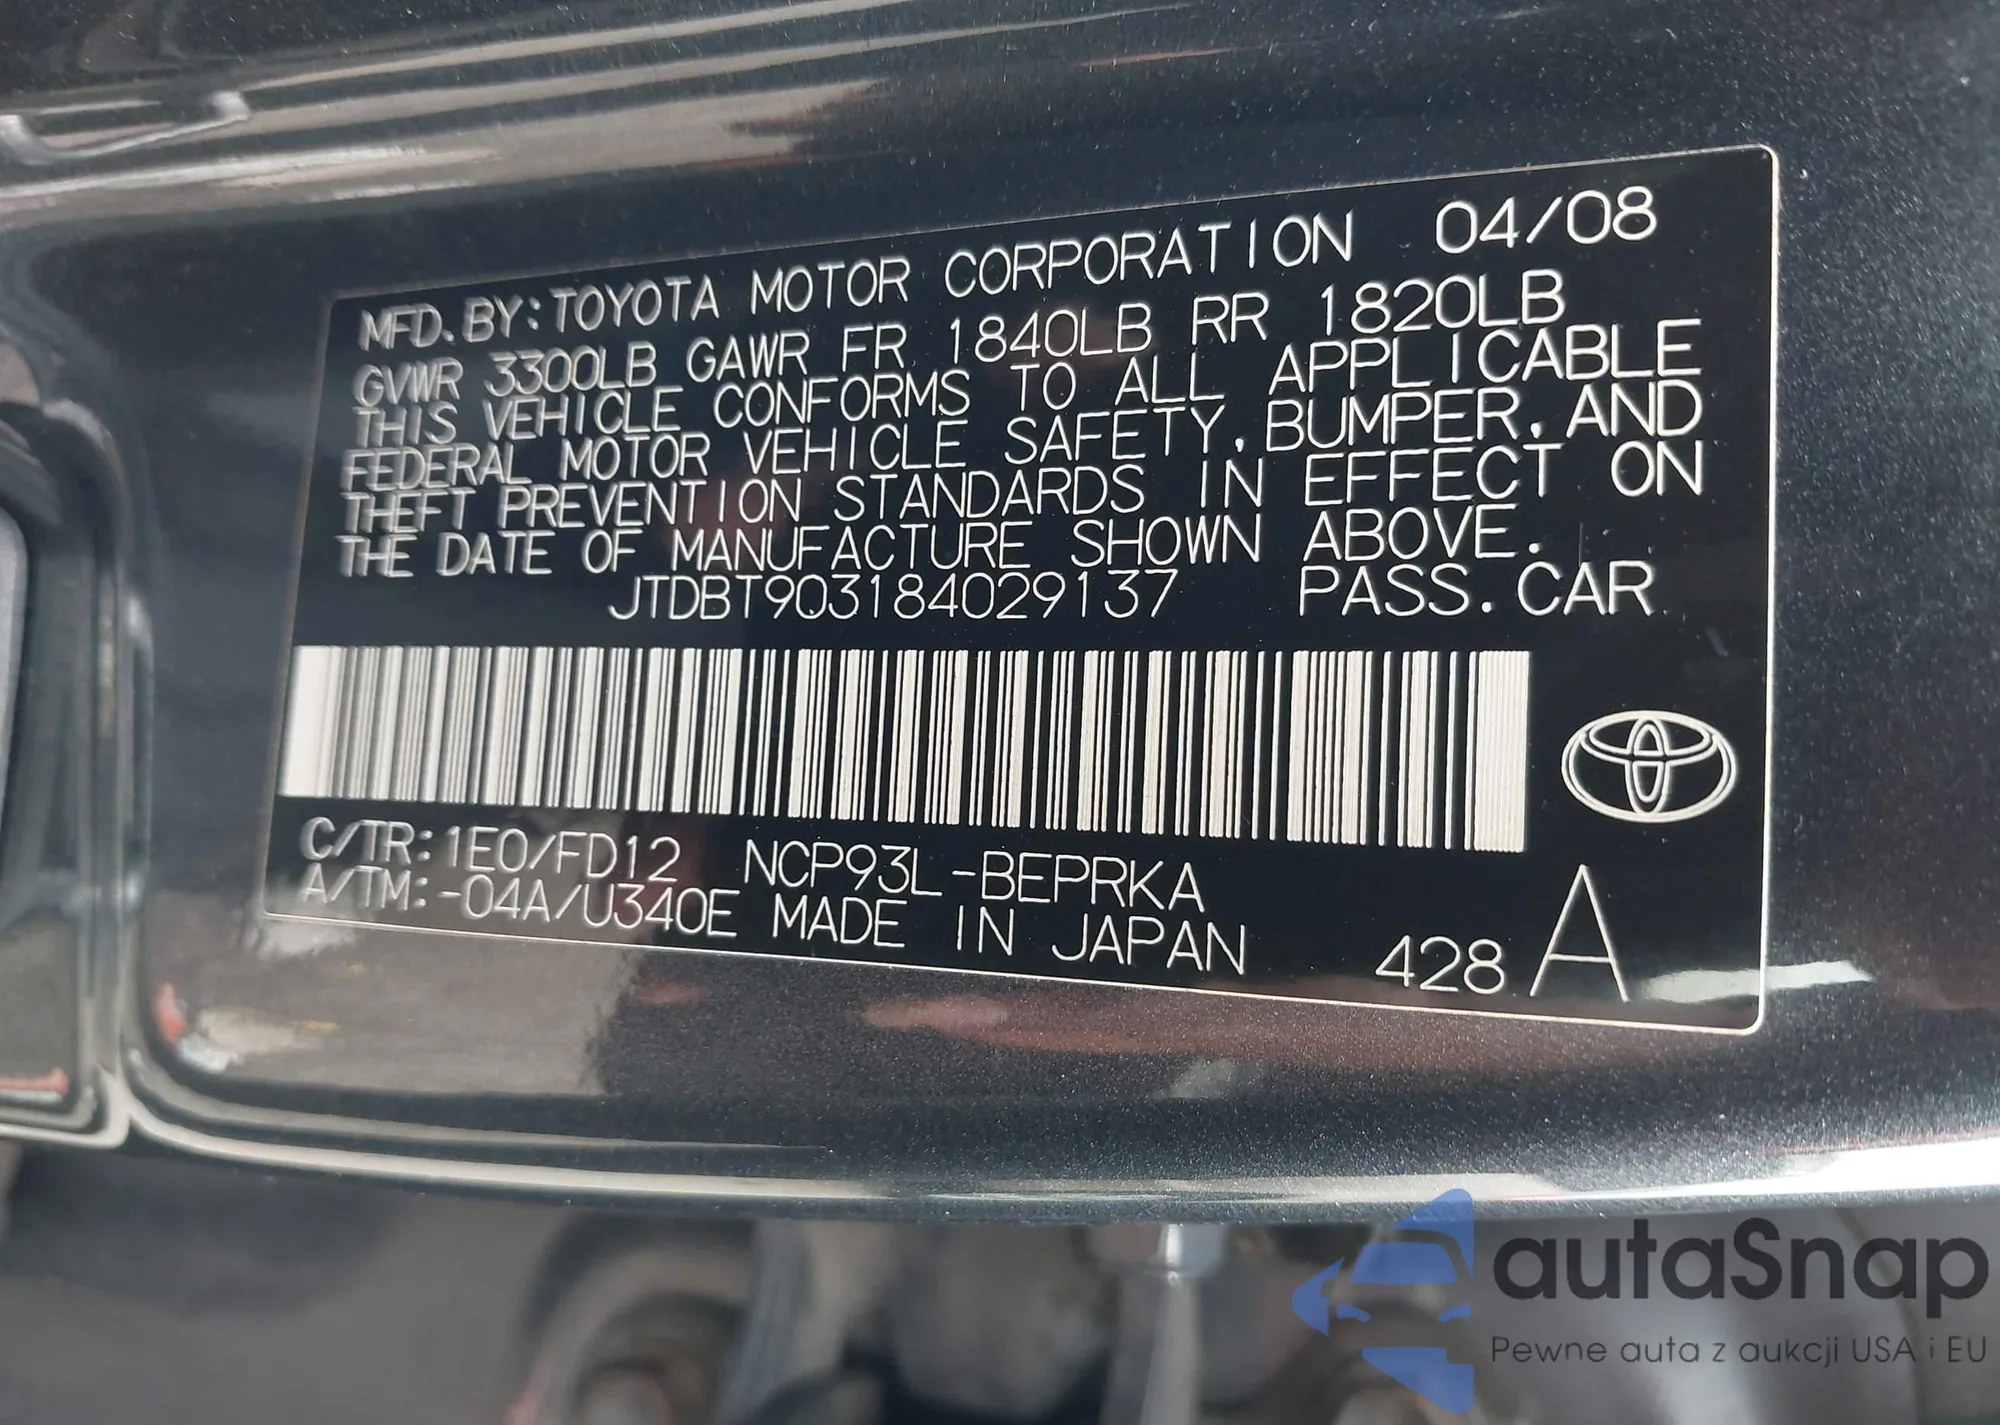 MFD.BY:TOYOTA MOTOR CORPORATION 04/08
GVWR 3300LB GAWR FR 1840LB RR 1820LB
THIS VEHICLE CONFORMS TO ALL APPLICABLE
FEDERAL MOTOR VEHICLE SAFETY, BUMPER, AND
THEFT PREVENTION STANDARDS IN EFFECT ON
THE DATE OF MANUFACTURE SHOWN ABOVE.
JTDBT903184029137 PASS.CAR
C/TR:1E0/FD12 NCP93L-BEPRKA
A/TM:-04A/U340E MADE IN JAPAN 428 A
autaSnap
Pewne auta z aukcji USA i EU